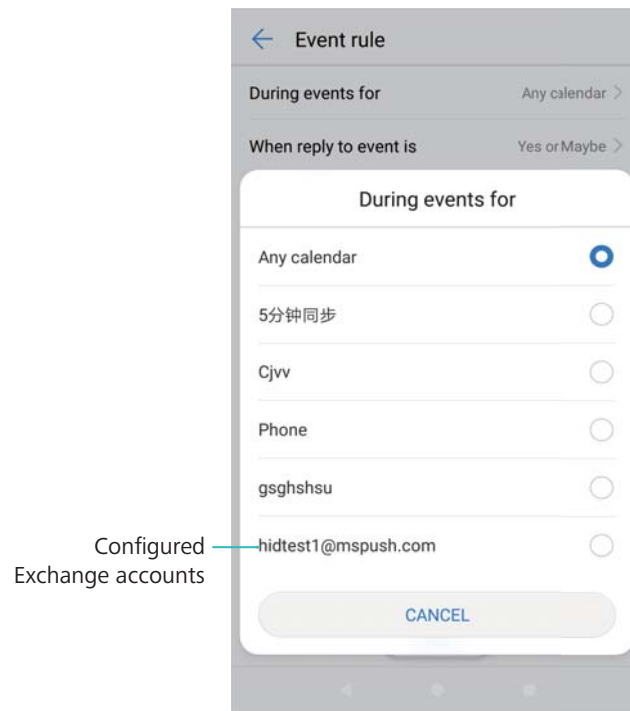 Event rule
During events for Any calendar
When reply to event is Yes or Maybe
During events for
Any calendar
5分钟同步
Cjvv
Phone
gsghshsu
Configured
Exchange accounts
hidtest1@mspush.com
CANCEL